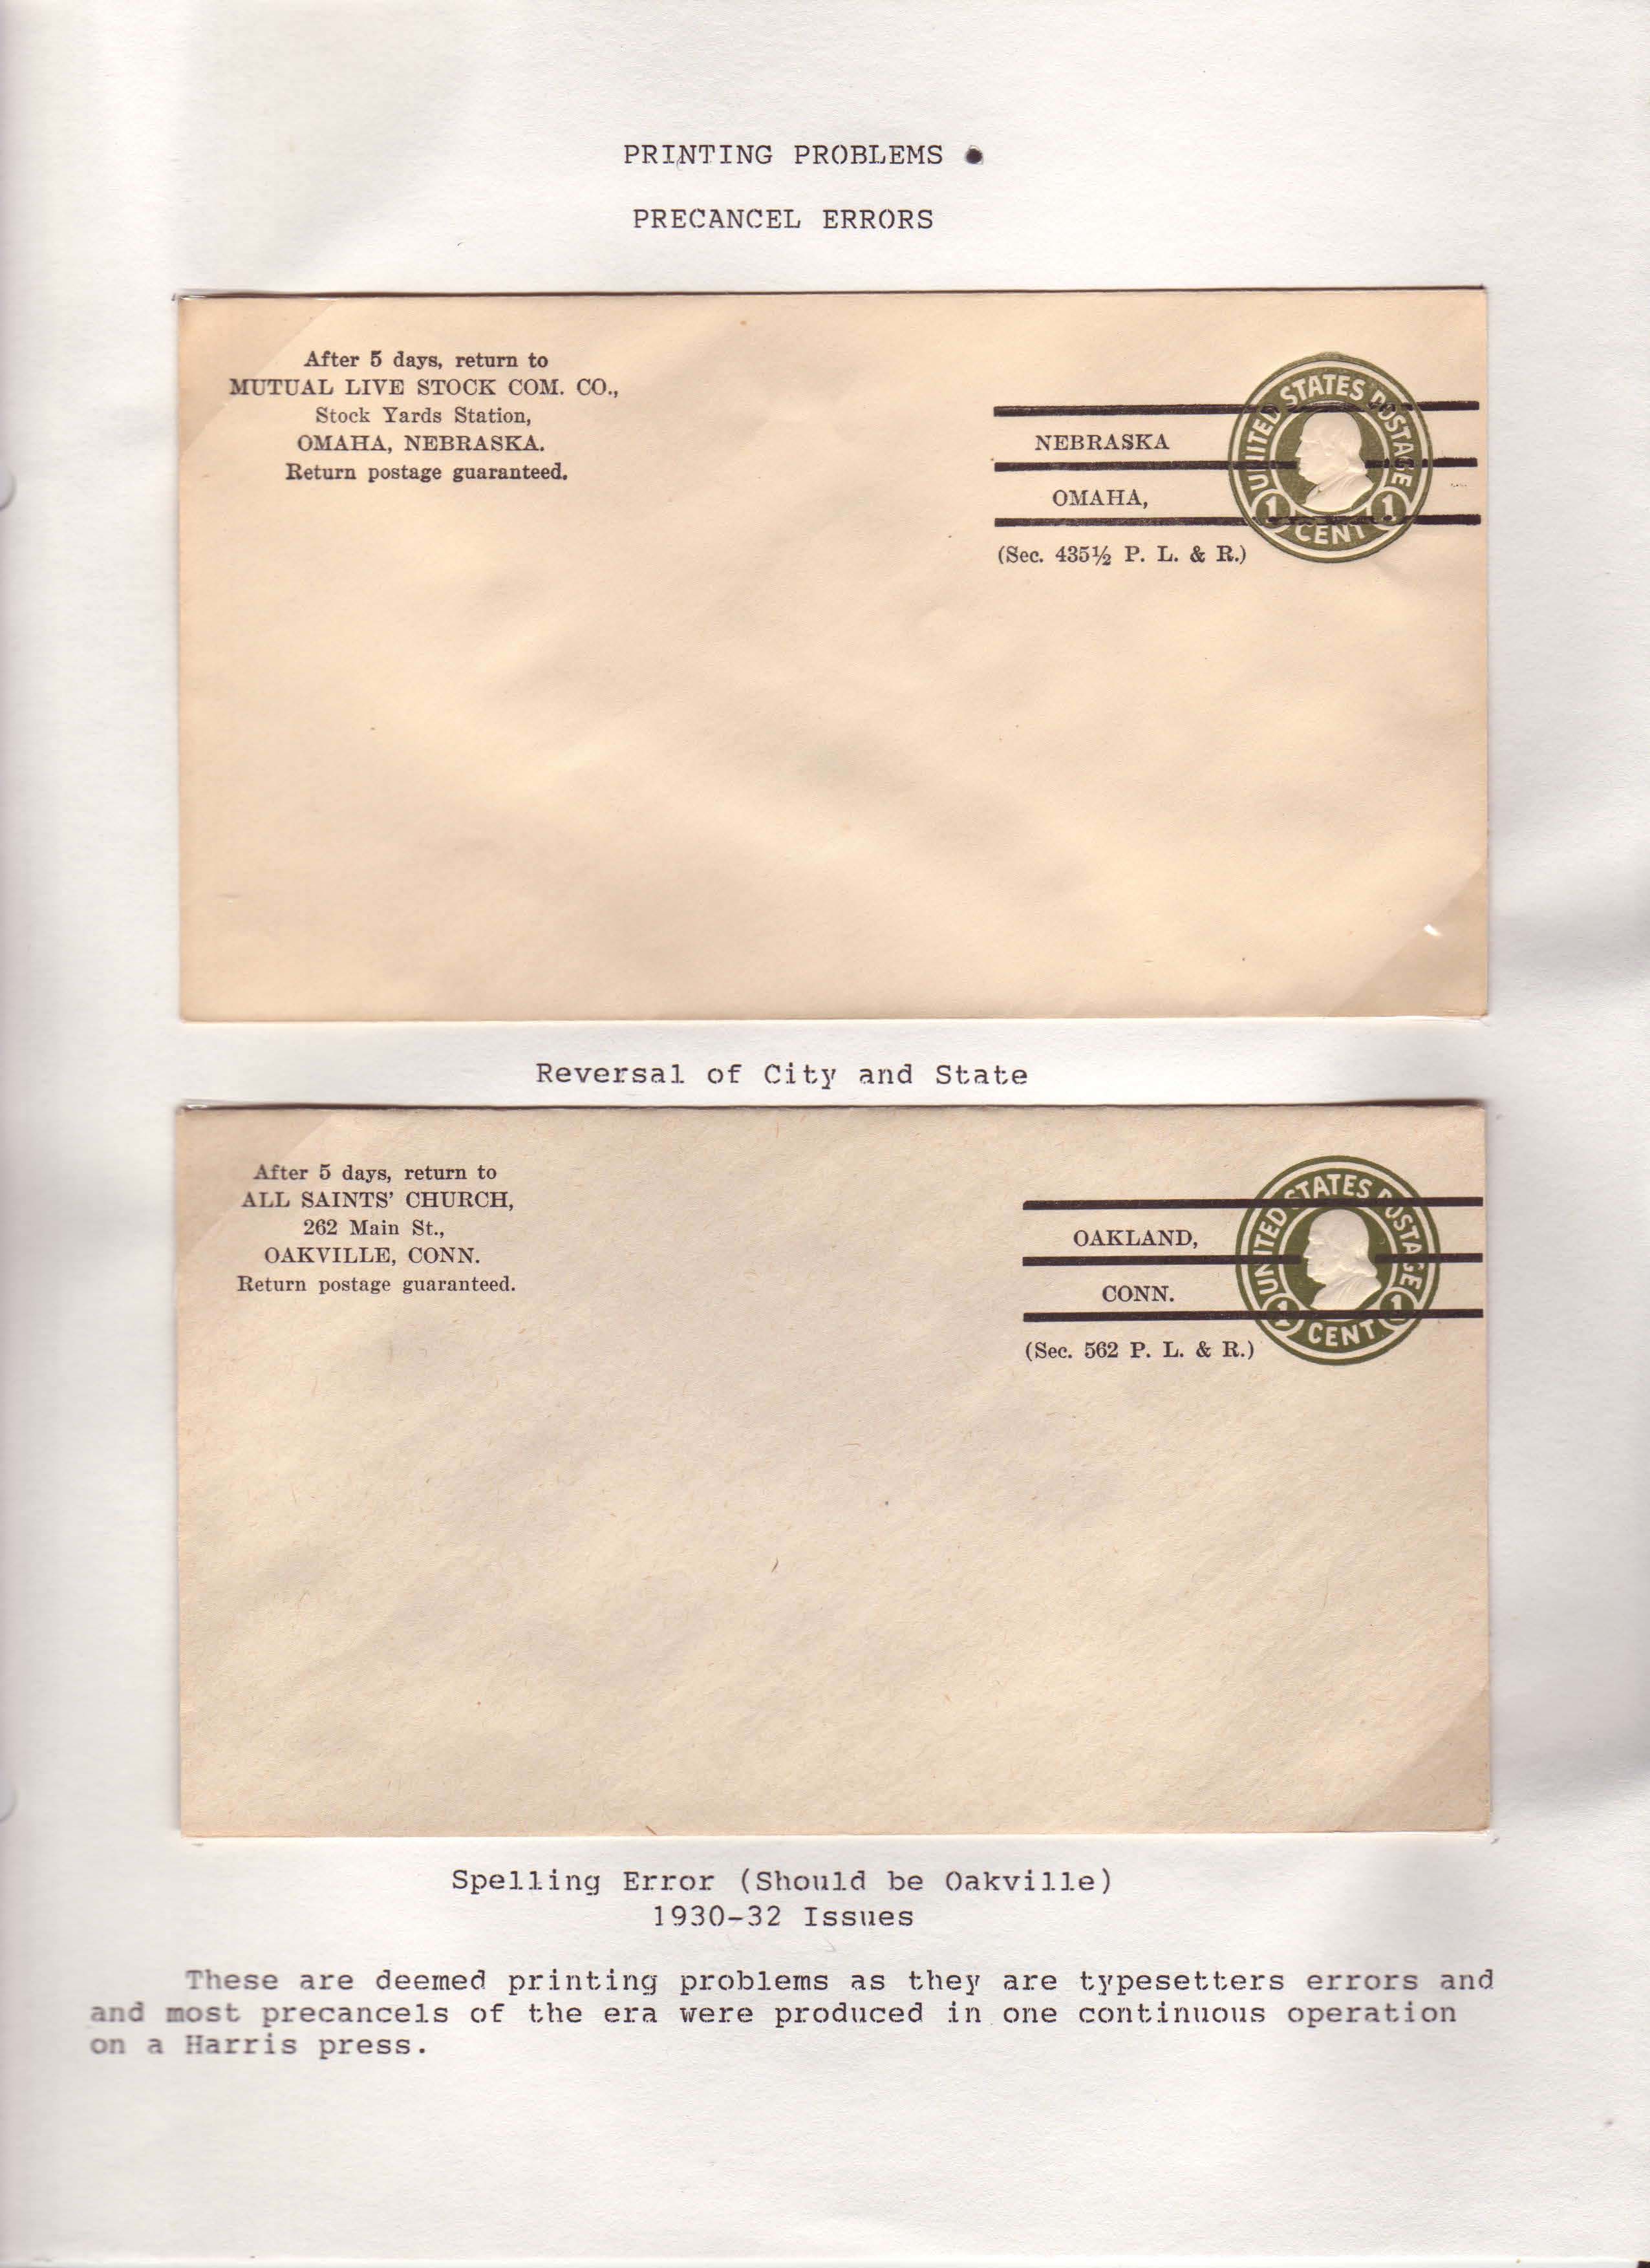 PRINTING PROBLEMS
PRECANCEL ERRORS
After 5 days, return to
MUTUAL LIVE STOCK COM. CO.,
Stock Yards Station,
OMAHA, NEBRASKA.
Return postage guaranteed.
UNITED STATES POSTAGE
1 CENT 1
NEBRASKA
OMAHA,
(Sec. 435½ P. L. & R.)
Reversal of City and State
After 5 days, return to
ALL SAINTS' CHURCH,
262 Main St.,
OAKVILLE, CONN.
Return postage guaranteed.
UNITED STATES POSTAGE
1 CENT 1
OAKLAND,
CONN.
(Sec. 562 P. L. & R.)
Spelling Error (Should be Oakville)
1930-32 Issues
These are deemed printing problems as they are typesetters errors and
and most precancels of the era were produced in one continuous operation
on a Harris press.